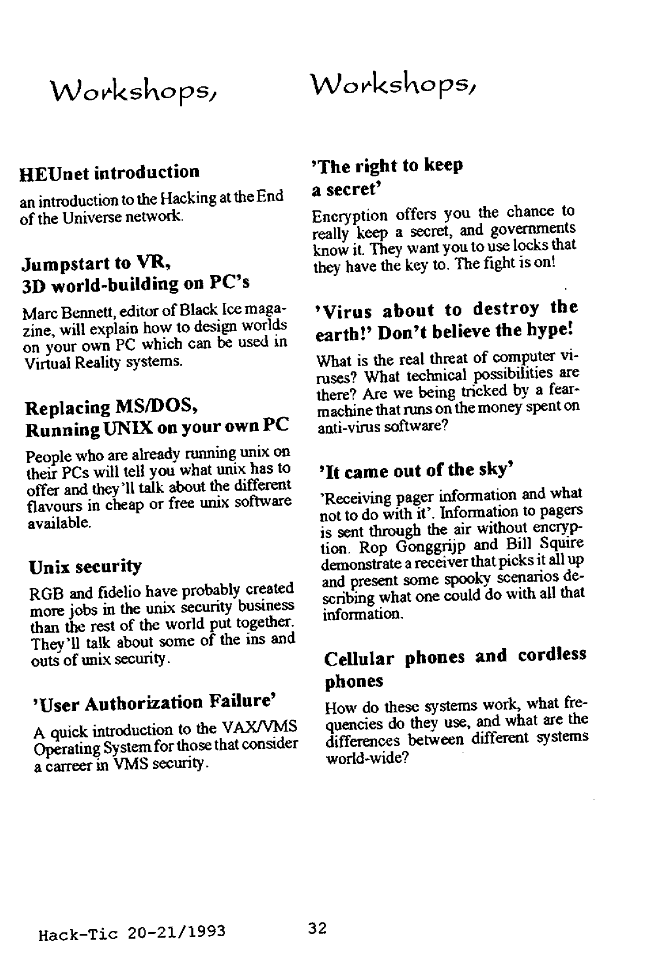 Workshops,
HEUnet introduction
an introduction to the Hacking at the End
of the Universe network.
Jumpstart to VR,
3D world-building on PC's
Marc Bennett, editor of Black Ice maga-
zine, will explain how to design worlds
on your own PC which can be used in
Virtual Reality systems.
Replacing MS/DOS,
Running UNIX on your own PC
People who are already running unix on
their PCs will tell you what unix has to
offer and they'll talk about the different
flavours in cheap or free unix software
available.
Unix security
RGB and fidelio have probably created
more jobs in the unix security business
than the rest of the world put together.
They'll talk about some of the ins and
outs of unix security.
'User Authorization Failure'
A quick introduction to the VAX/VMS
Operating System for those that consider
a carreer in VMS security.
Workshops,
'The right to keep
a secret'
Encryption offers you the chance to
really keep a secret, and governments
know it. They want you to use locks that
they have the key to. The fight is on!
'Virus about to destroy the
earth!' Don't believe the hype!
What is the real threat of computer vi-
ruses? What technical possibilities are
there? Are we being tricked by a fear-
machine that runs on the money spent on
anti-virus software?
'It came out of the sky'
'Receiving pager information and what
not to do with it'. Information to pagers
is sent through the air without encryp-
tion. Rop Gonggrijp and Bill Squire
demonstrate a receiver that picks it all up
and present some spooky scenarios de-
scribing what one could do with all that
information.
Cellular phones and cordless
phones
How do these systems work, what fre-
quencies do they use, and what are the
differences between different systems
world-wide?
Hack-Tic 20-21/1993
32